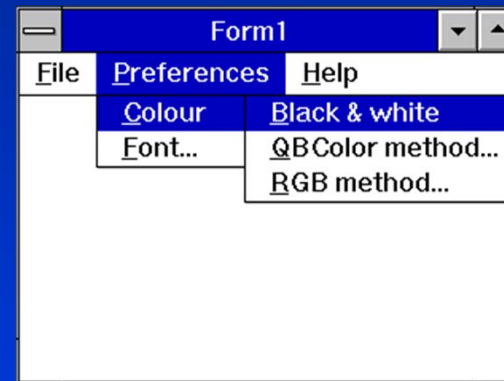 Form1
File Preferences Help
Colour Black & white
Font... QBColor method...
RGB method...